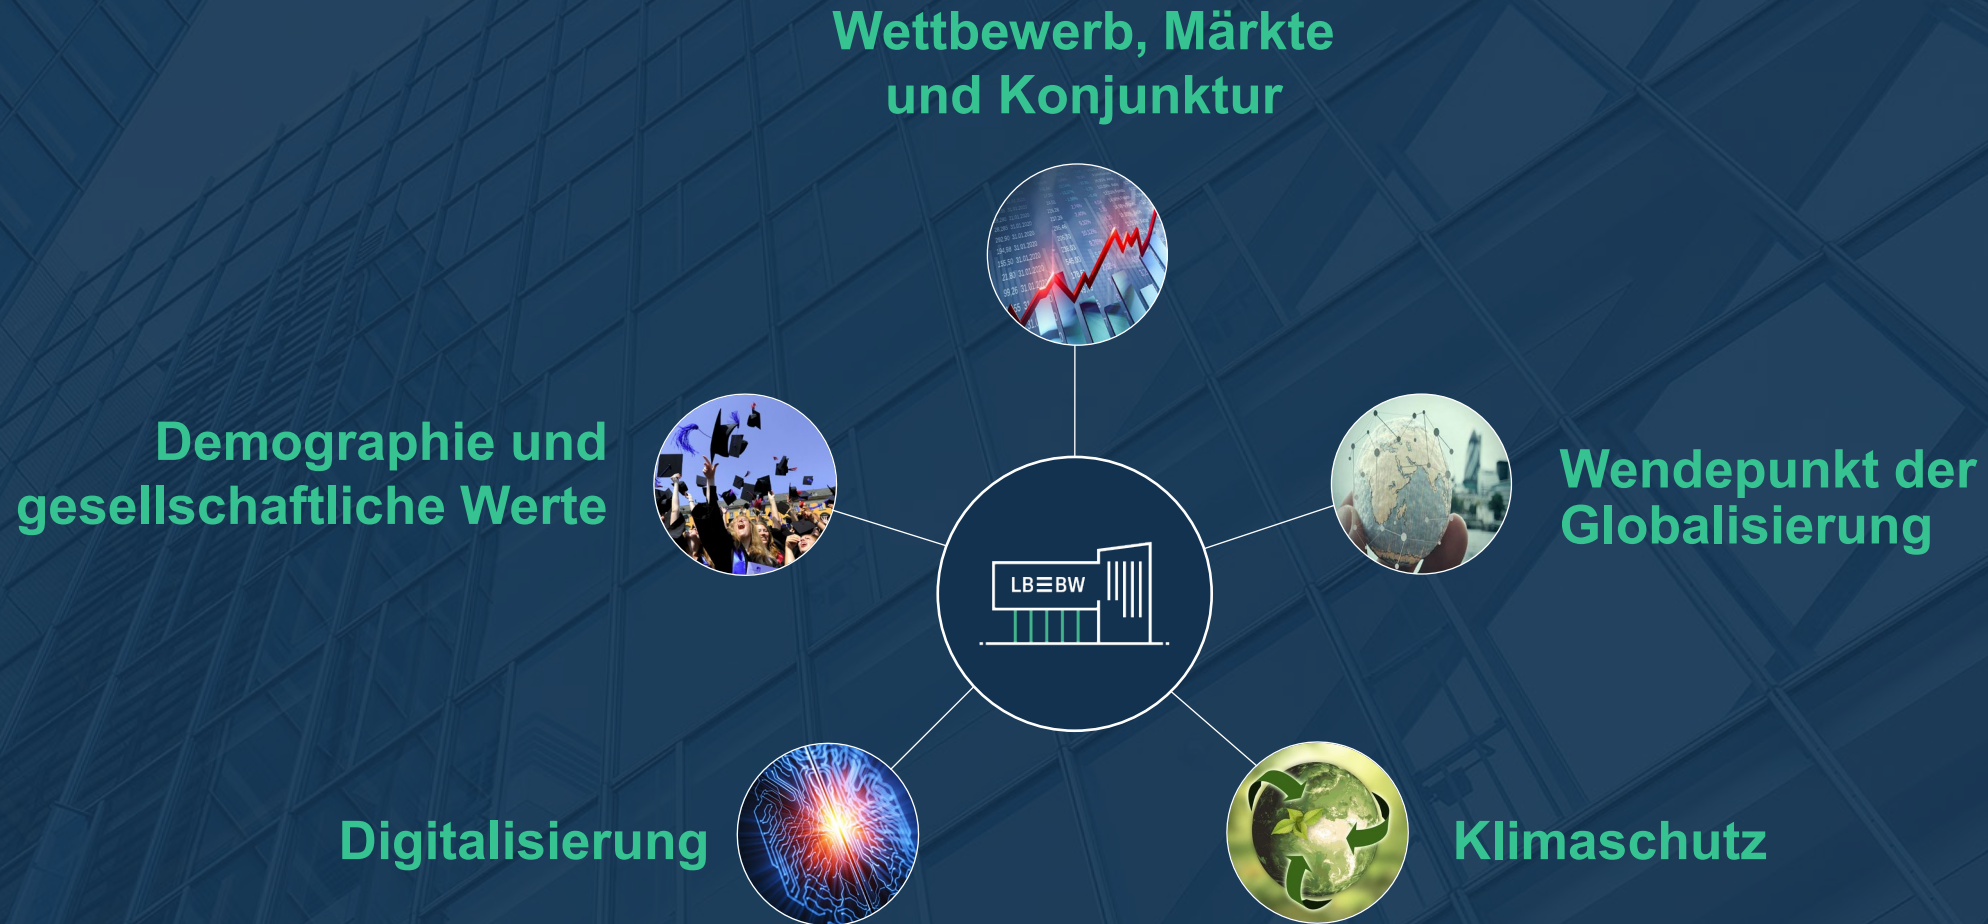 Wettbewerb, Märkte
und Konjunktur
Demographie und
gesellschaftliche Werte
Wendepunkt der
Globalisierung
LB≡BW
Digitalisierung
Klimaschutz